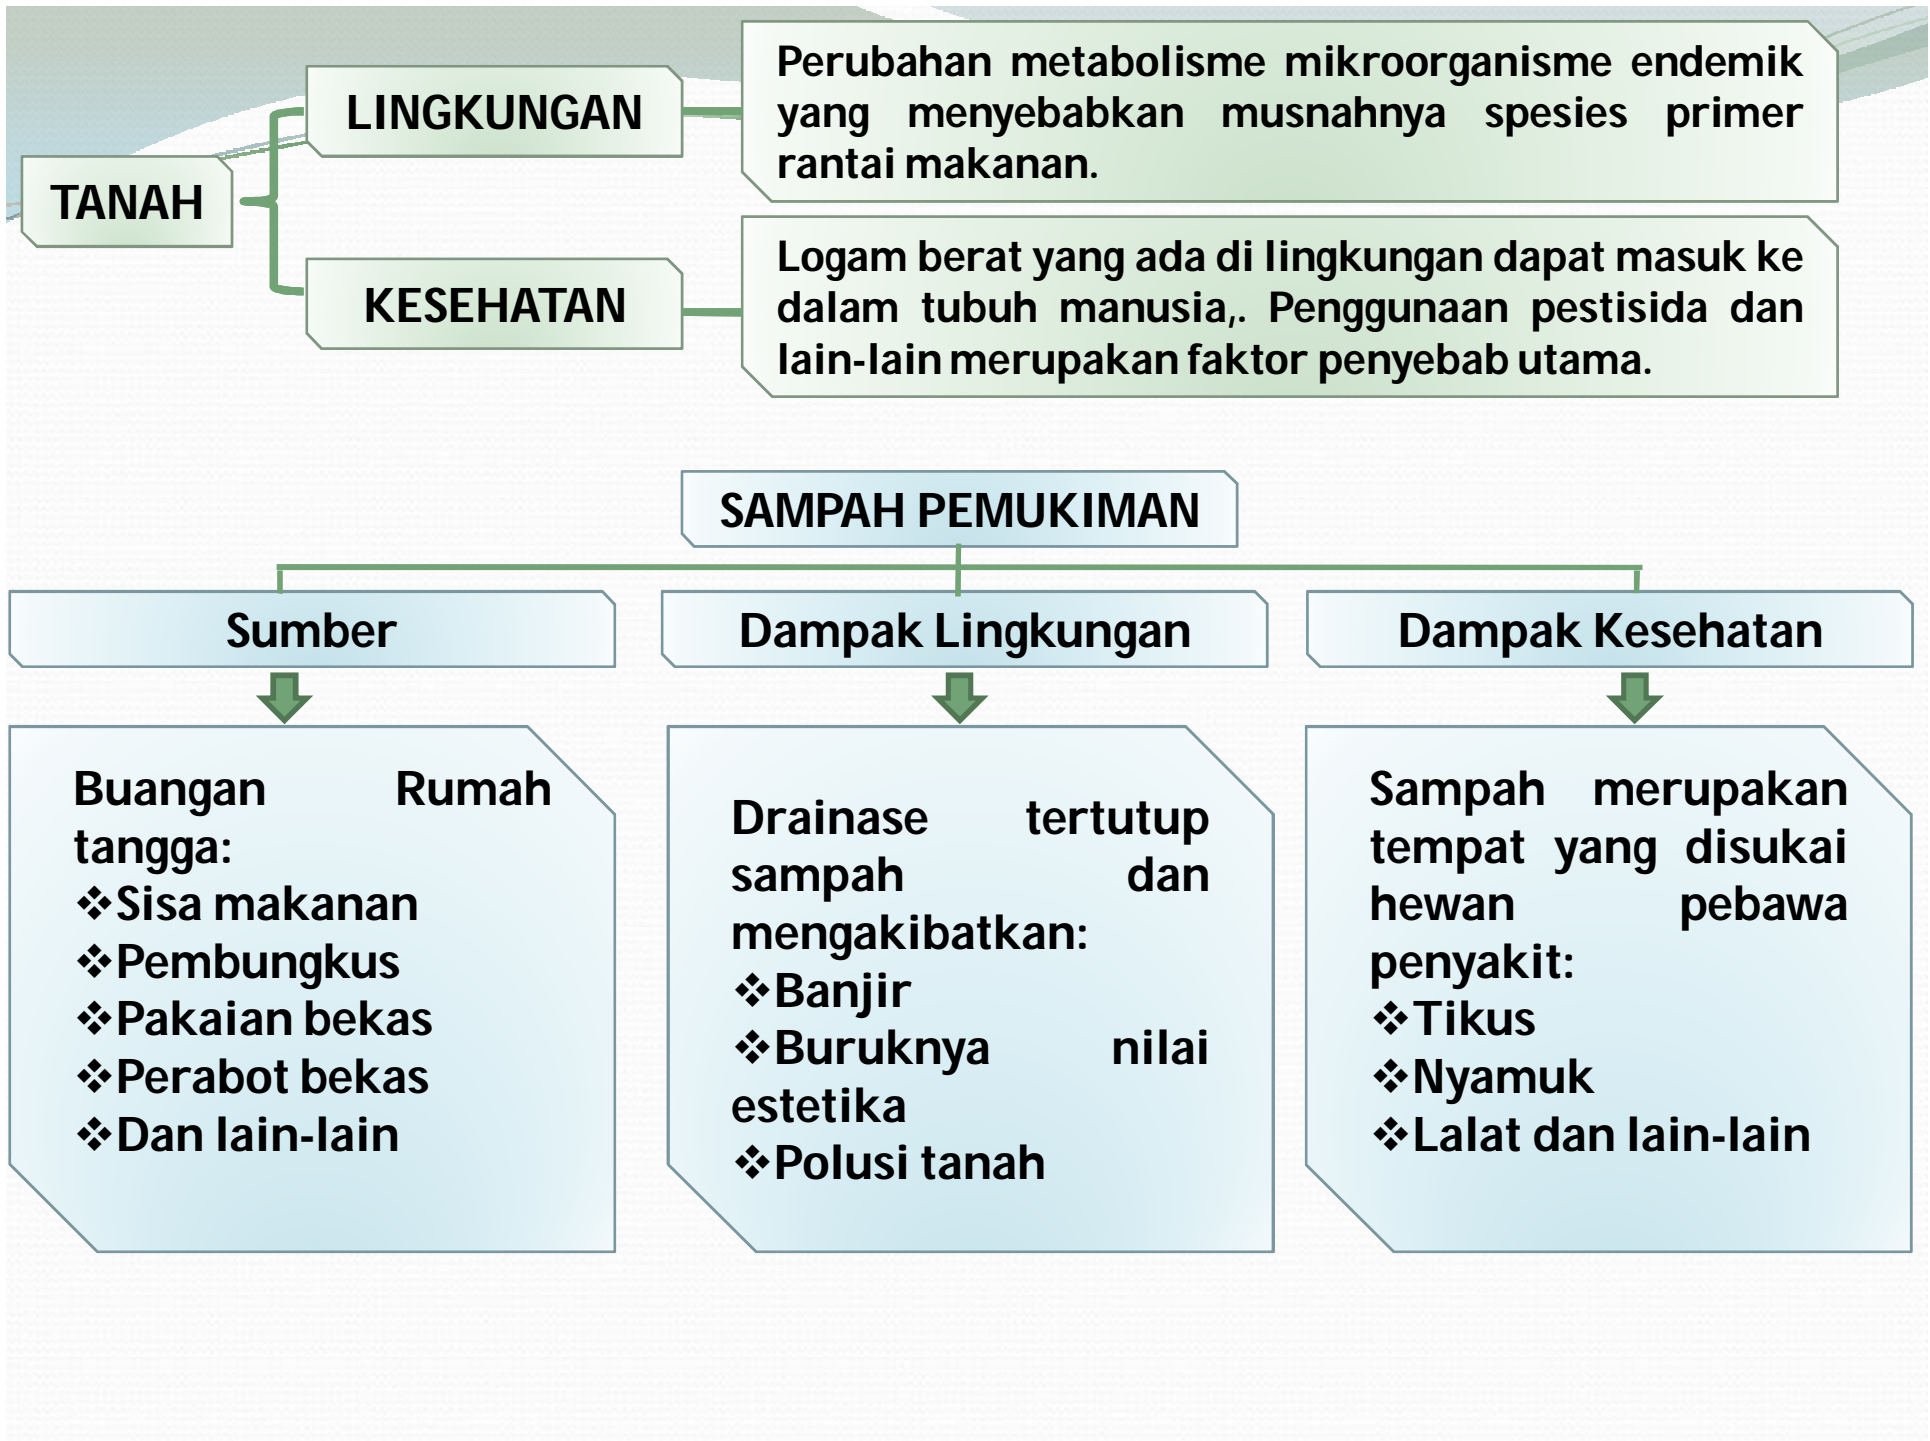 TANAH
LINGKUNGAN
Perubahan metabolisme mikroorganisme endemik
yang menyebabkan musnahnya spesies primer
rantai makanan.
KESEHATAN
Logam berat yang ada di lingkungan dapat masuk ke
dalam tubuh manusia,. Penggunaan pestisida dan
lain-lain merupakan faktor penyebab utama.
SAMPAH PEMUKIMAN
Sumber
Buangan Rumah
tangga:
❖Sisa makanan
❖Pembungkus
❖Pakaian bekas
❖Perabot bekas
❖Dan lain-lain
Dampak Lingkungan
Drainase tertutup
sampah dan
mengakibatkan:
❖Banjir
❖Buruknya nilai
estetika
❖Polusi tanah
Dampak Kesehatan
Sampah merupakan
tempat yang disukai
hewan pebawa
penyakit:
❖Tikus
❖Nyamuk
❖Lalat dan lain-lain